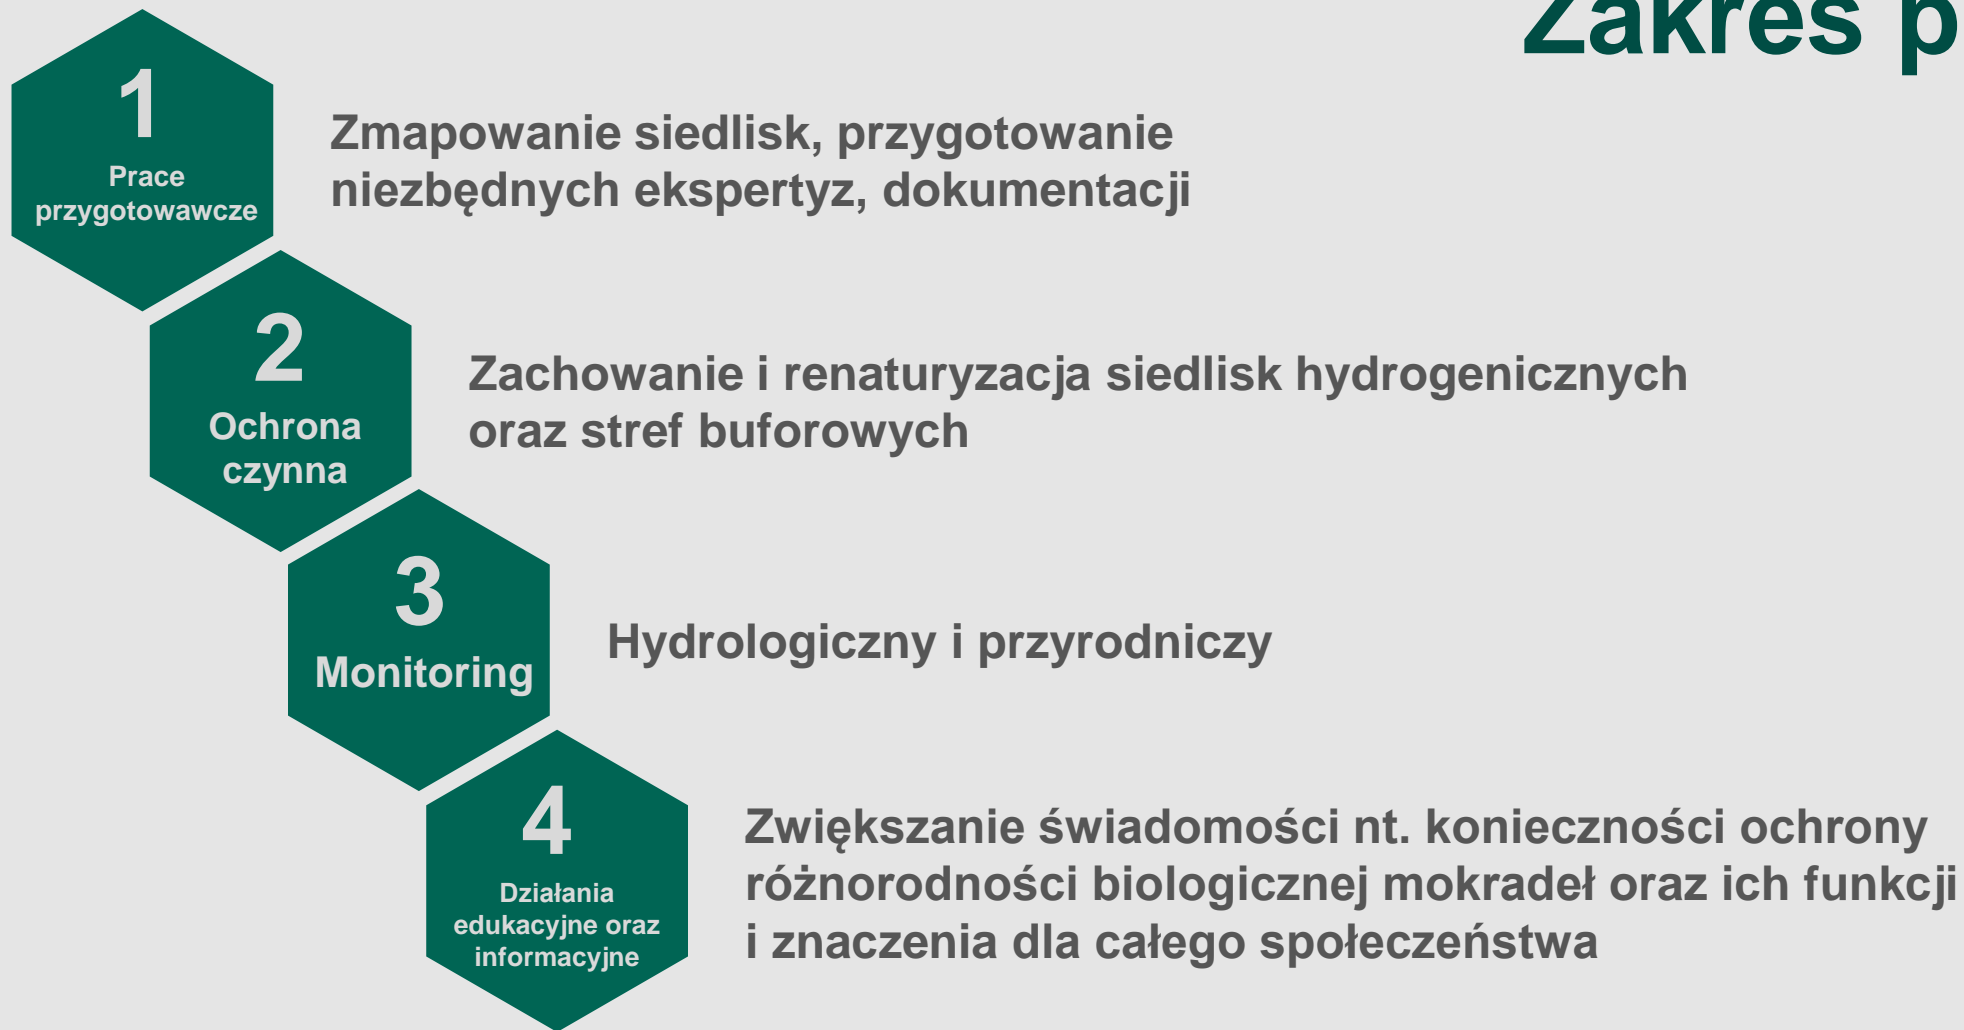 Zakres p
1
Prace
przygotowawcze
Zmapowanie siedlisk, przygotowanie
niezbędnych ekspertyz, dokumentacji
2
Ochrona
czynna
Zachowanie i renaturyzacja siedlisk hydrogenicznych
oraz stref buforowych
3
Monitoring
Hydrologiczny i przyrodniczy
4
Działania
edukacyjne oraz
informacyjne
Zwiększanie świadomości nt. konieczności ochrony
różnorodności biologicznej mokradeł oraz ich funkcji
i znaczenia dla całego społeczeństwa